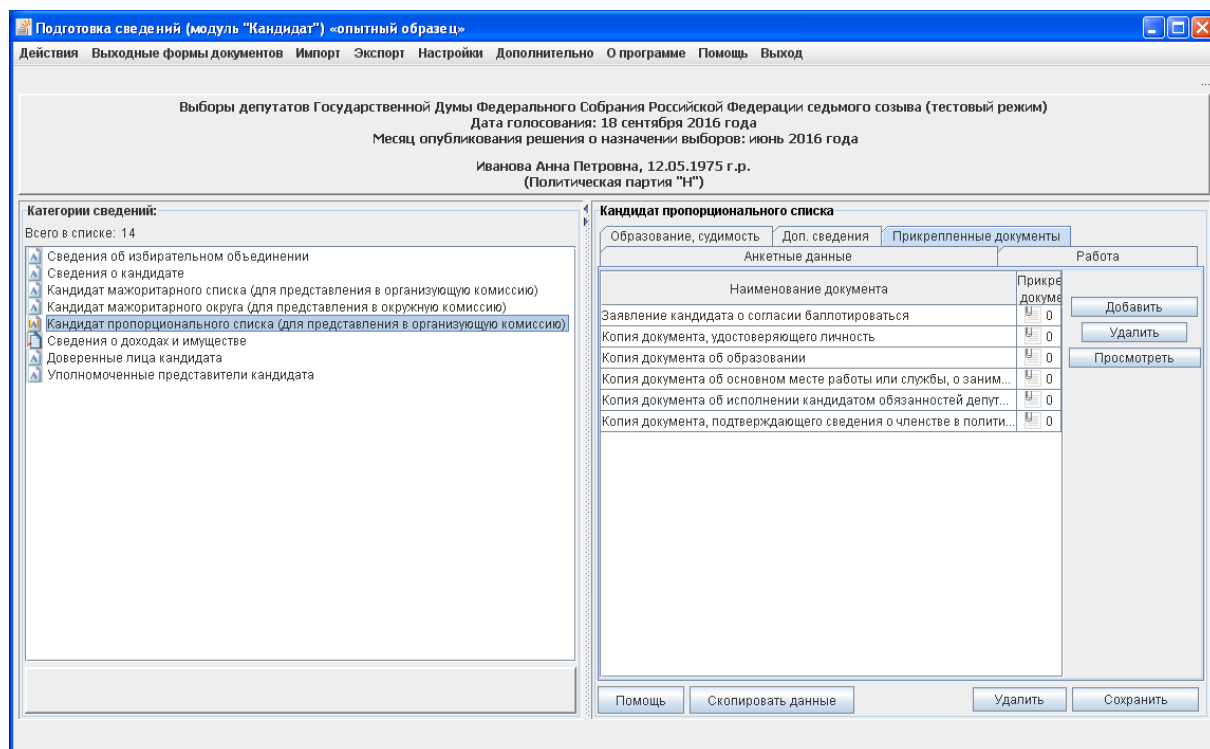 Подготовка сведений (модуль "Кандидат") «опытный образец»
Действия Выходные формы документов Импорт Экспорт Настройки Дополнительно О программе Помощь Выход
...
Выборы депутатов Государственной Думы Федерального Собрания Российской Федерации седьмого созыва (тестовый режим)
Дата голосования: 18 сентября 2016 года
Месяц опубликования решения о назначении выборов: июнь 2016 года
Иванова Анна Петровна, 12.05.1975 г.р.
(Политическая партия "Н")
Категории сведений:
Всего в списке: 14
Сведения об избирательном объединении
Сведения о кандидате
Кандидат мажоритарного списка (для представления в организующую комиссию)
Кандидат мажоритарного округа (для представления в окружную комиссию)
Кандидат пропорционального списка (для представления в организующую комиссию)
Сведения о доходах и имуществе
Доверенные лица кандидата
Уполномоченные представители кандидата
Кандидат пропорционального списка
Образование, судимость Доп. сведения Прикрепленные документы
Анкетные данные Работа
Наименование документа
Прикре
докуме
Заявление кандидата о согласии баллотироваться 0
Копия документа, удостоверяющего личность 0
Копия документа об образовании 0
Копия документа об основном месте работы или службы, о заним... 0
Копия документа об исполнении кандидатом обязанностей депут... 0
Копия документа, подтверждающего сведения о членстве в полити... 0
Добавить
Удалить
Просмотреть
Помощь Скопировать данные Удалить Сохранить